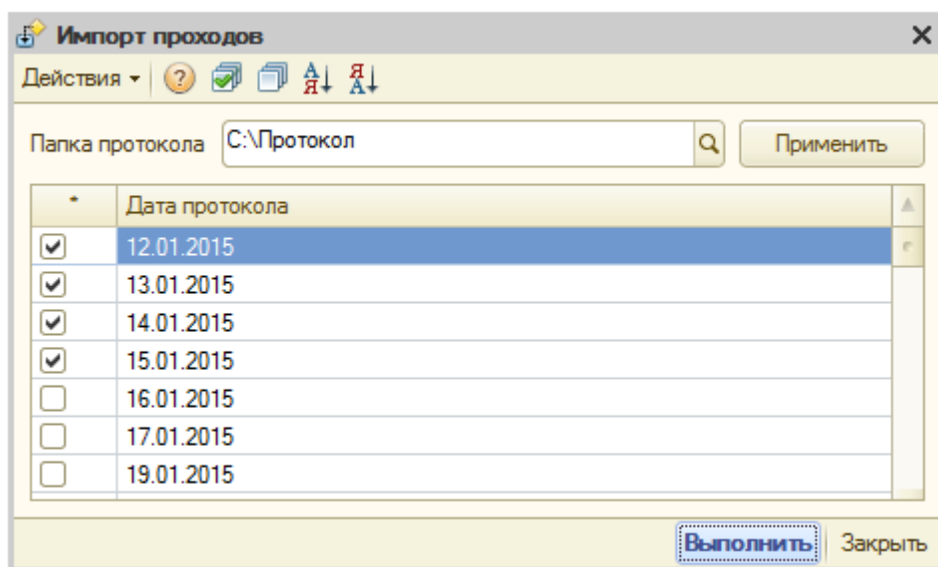 Импорт проходов
Действия
Папка протокола С:\Протокол Применить
* Дата протокола
12.01.2015
13.01.2015
14.01.2015
15.01.2015
16.01.2015
17.01.2015
19.01.2015
Выполнить Закрыть